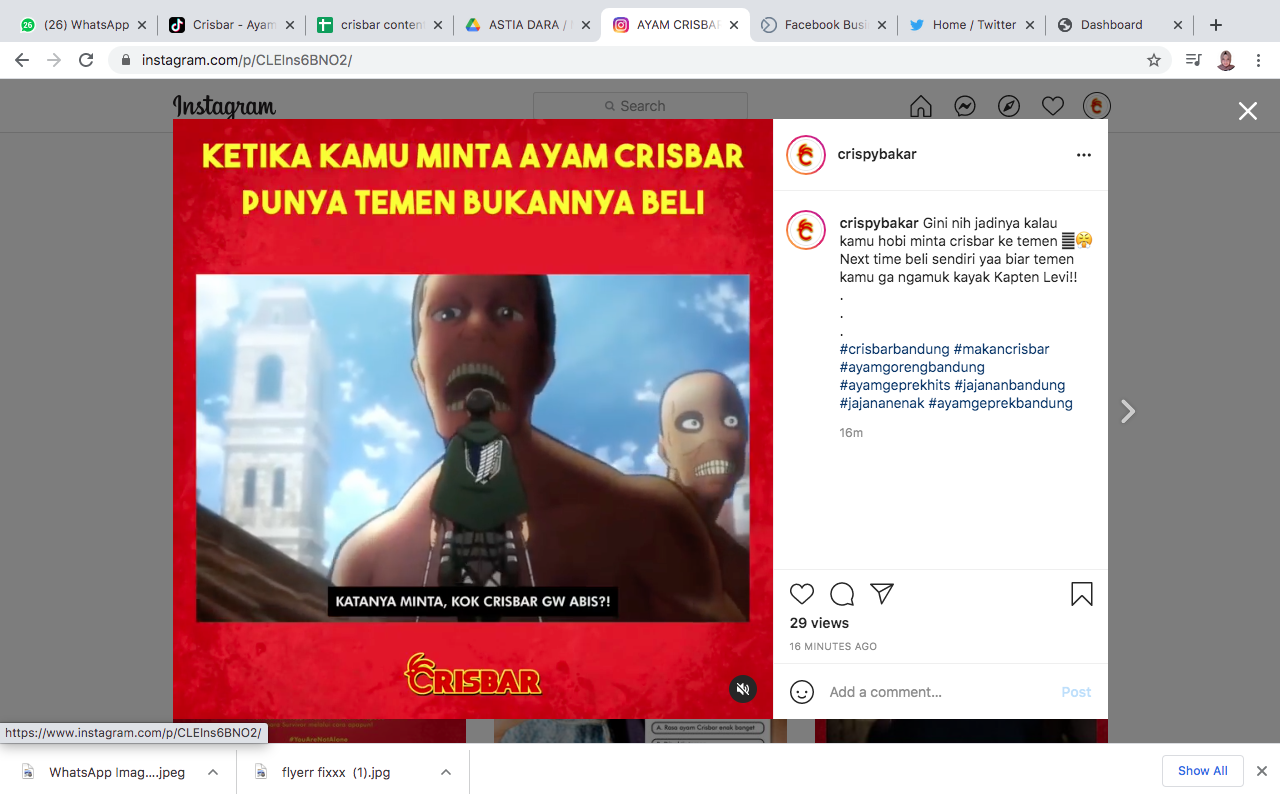 (26) WhatsApp
Crisbar - Ayam
crisbar conten
ASTIA DARA /
AYAM CRISBA
Facebook Busi
Home / Twitter
Dashboard
instagram.com/p/CLElns6BNO2/
Instagram
Search
KETIKA KAMU MINTA AYAM CRISBAR
PUNYA TEMEN BUKANNYA BELI
KATANYA MINTA, KOK CRISBAR GW ABIS?!
CRISBAR
crispybakar
crispybakar Gini nih jadinya kalau
kamu hobi minta crisbar ke temen
Next time beli sendiri yaa biar temen
kamu ga ngamuk kayak Kapten Levi!!
.
.
.
#crisbarbandung #makancrisbar
#ayamgorengbandung
#ayamgeprekhits #jajananbandung
#jajananenak #ayamgeprekbandung
16m
29 views
16 MINUTES AGO
Add a comment...
Post
#YouAreNotAlone
A. Rasa ayam Crisbar enak banget
https://www.instagram.com/p/CLElns6BNO2/
WhatsApp Imag....jpeg
flyerr fixxx (1).jpg
Show All